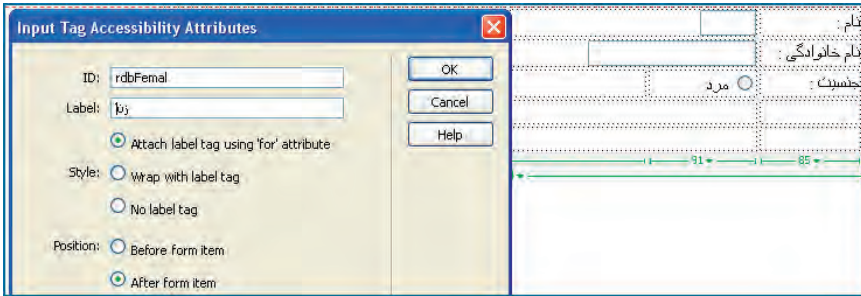 Input Tag Accessibility Attributes
ID: rdbFemal
Label: زن
Attach label tag using 'for' attribute
Style: Wrap with label tag
No label tag
Position: Before form item
After form item
OK
Cancel
Help
نام :
نام خانوادگی :
جنسیت : مرد
91
85